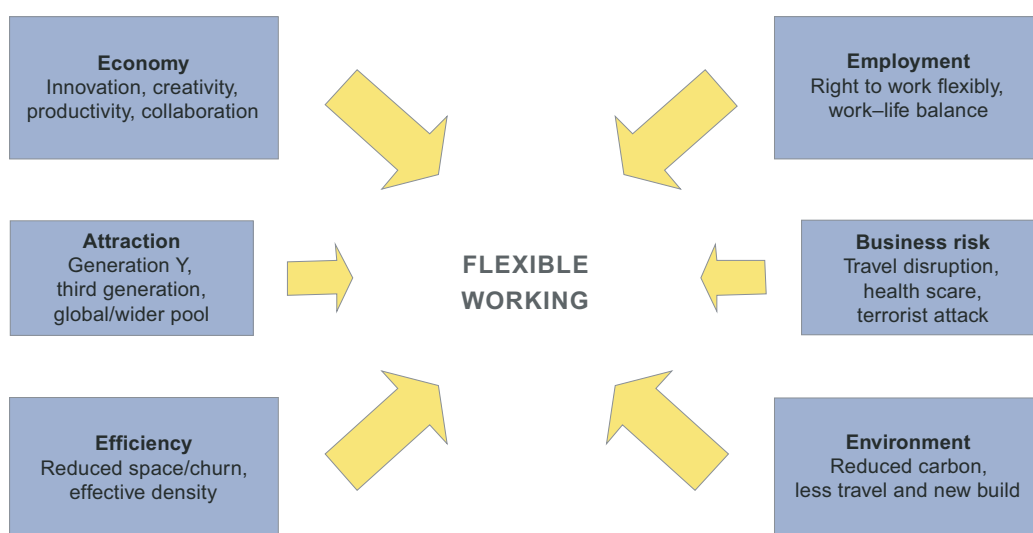 Economy
Innovation, creativity,
productivity, collaboration
Employment
Right to work flexibly,
work–life balance
Attraction
Generation Y,
third generation,
global/wider pool
FLEXIBLE
WORKING
Business risk
Travel disruption,
health scare,
terrorist attack
Efficiency
Reduced space/churn,
effective density
Environment
Reduced carbon,
less travel and new build